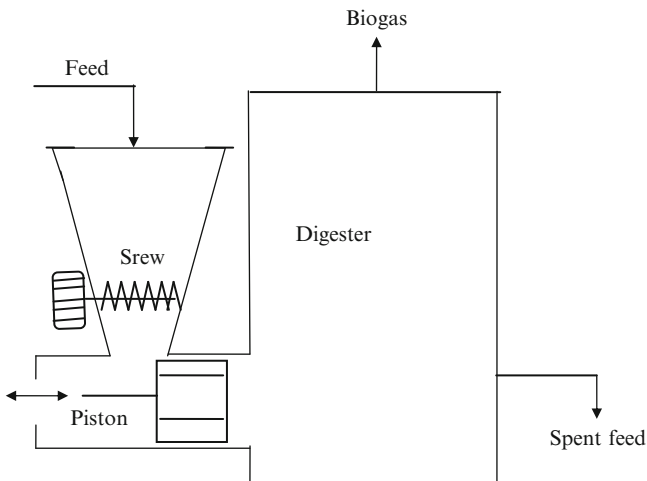 Biogas
Feed
Digester
Srew
Piston
Spent feed